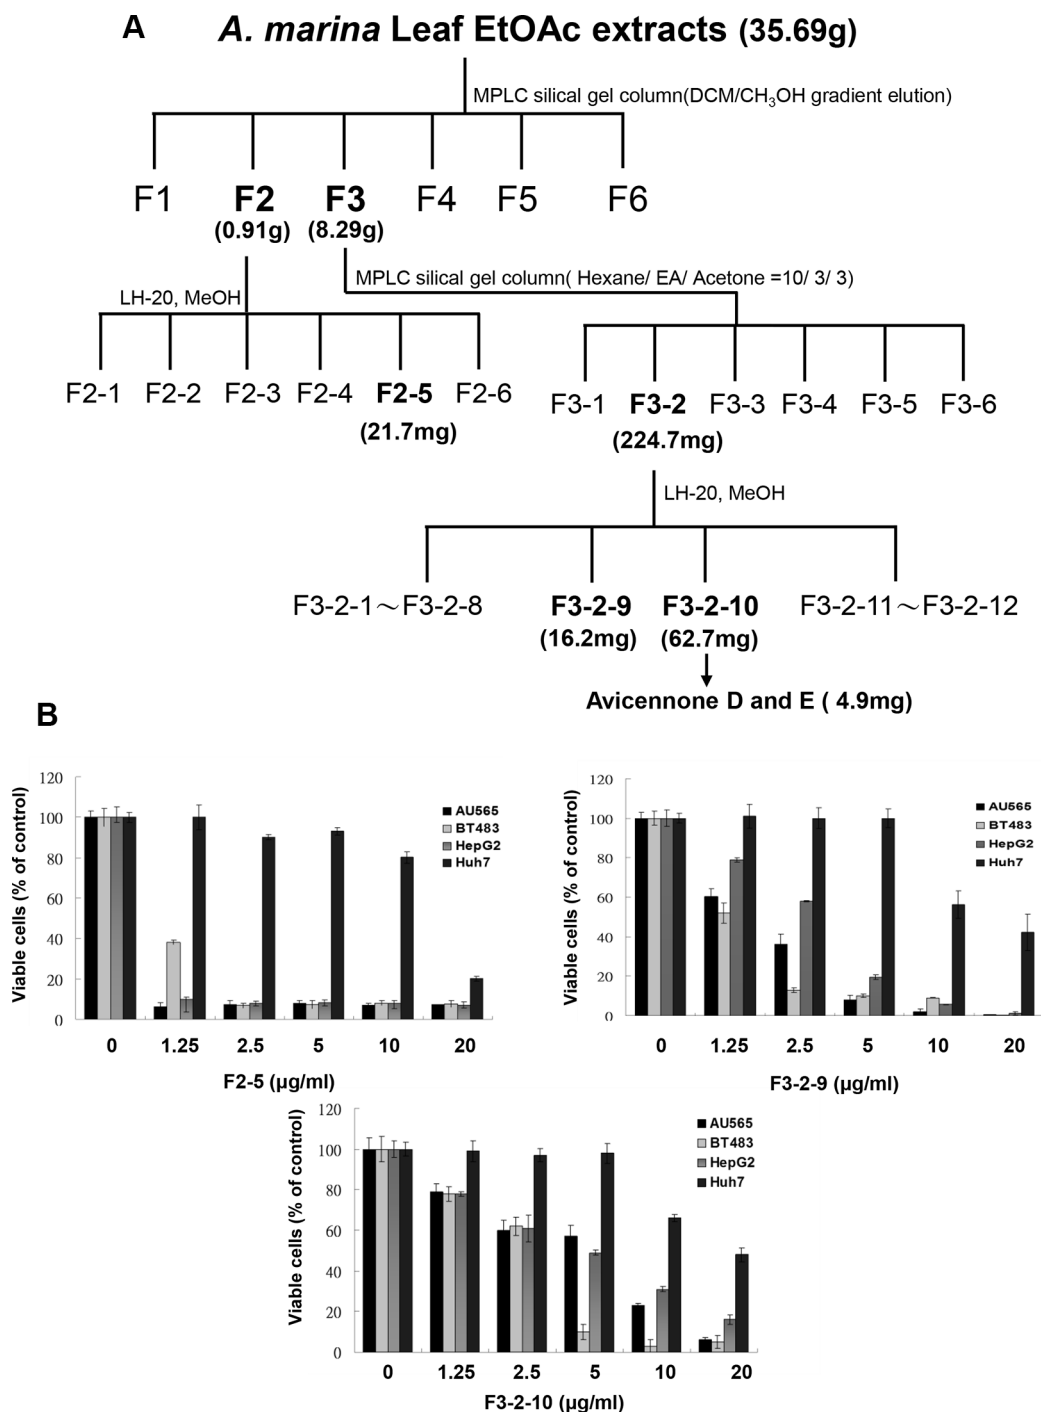 A
A. marina Leaf EtOAc extracts (35.69g)
MPLC silical gel column(DCM/CH₃OH gradient elution)
F1 F2 F3 F4 F5 F6
(0.91g) (8.29g)
MPLC silical gel column( Hexane/ EA/ Acetone =10/ 3/ 3)
LH-20, MeOH
F2-1 F2-2 F2-3 F2-4 F2-5 F2-6
(21.7mg)
F3-1 F3-2 F3-3 F3-4 F3-5 F3-6
(224.7mg)
LH-20, MeOH
F3-2-1～F3-2-8 F3-2-9 F3-2-10 F3-2-11～F3-2-12
(16.2mg) (62.7mg)
Avicennone D and E ( 4.9mg)
B
Viable cells (% of control)
120
100
80
60
40
20
0
AU565
BT483
HepG2
Huh7
0 1.25 2.5 5 10 20
F2-5 (µg/ml)
Viable cells (% of control)
120
100
80
60
40
20
0
AU565
BT483
HepG2
Huh7
0 1.25 2.5 5 10 20
F3-2-9 (µg/ml)
Viable cells (% of control)
120
100
80
60
40
20
0
AU565
BT483
HepG2
Huh7
0 1.25 2.5 5 10 20
F3-2-10 (µg/ml)